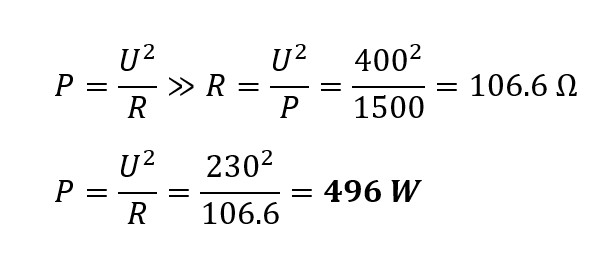 P = U²/R ≫ R = U²/P = 400²/1500 = 106.6 Ω
P = U²/R = 230²/106.6 = 496 W